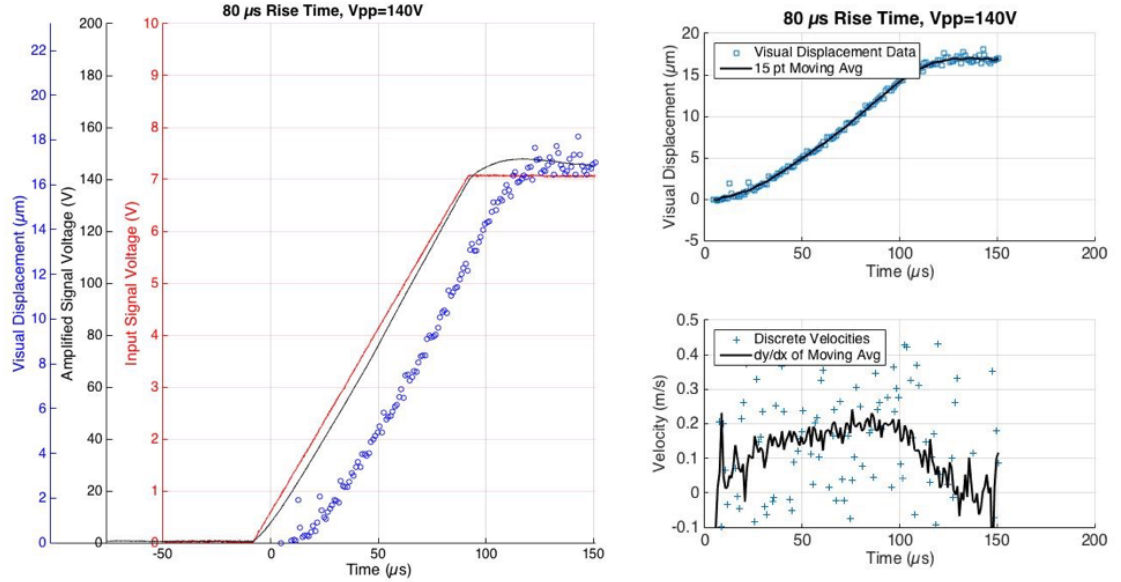 80 µs Rise Time, Vpp=140V
Visual Displacement (µm)
22
20
18
16
14
12
10
8
6
4
2
0
Amplified Signal Voltage (V)
200
180
160
140
120
100
80
60
40
20
0
Input Signal Voltage (V)
10
9
8
7
6
5
4
3
2
1
0
-50 0 50 100 150
Time (µs)
80 µs Rise Time, Vpp=140V
Visual Displacement (µm)
20
15
10
5
0
-5
Visual Displacement Data
15 pt Moving Avg
0 50 100 150 200
Time (µs)
Velocity (m/s)
0.5
0.4
0.3
0.2
0.1
0
-0.1
Discrete Velocities
dy/dx of Moving Avg
0 50 100 150 200
Time (µs)